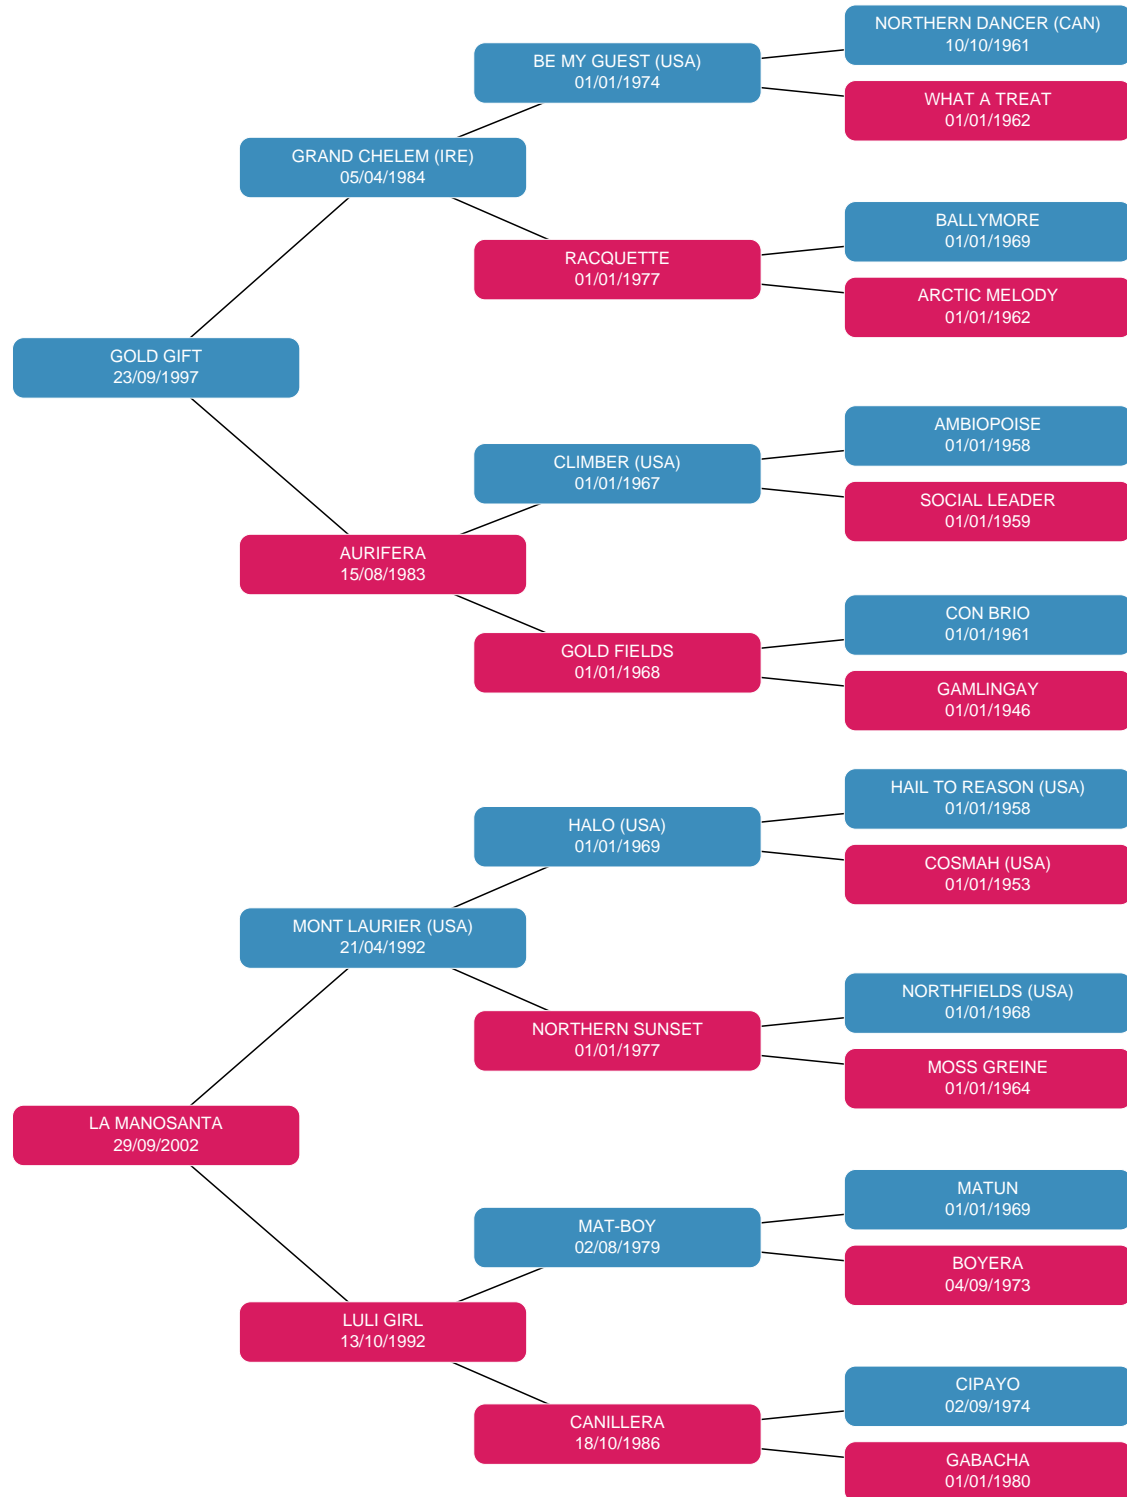 NORTHERN DANCER (CAN)
10/10/1961
BE MY GUEST (USA)
01/01/1974
WHAT A TREAT
01/01/1962
GRAND CHELEM (IRE)
05/04/1984
BALLYMORE
01/01/1969
RACQUETTE
01/01/1977
ARCTIC MELODY
01/01/1962
GOLD GIFT
23/09/1997
AMBIOPOISE
01/01/1958
CLIMBER (USA)
01/01/1967
SOCIAL LEADER
01/01/1959
AURIFERA
15/08/1983
CON BRIO
01/01/1961
GOLD FIELDS
01/01/1968
GAMLINGAY
01/01/1946
HAIL TO REASON (USA)
01/01/1958
HALO (USA)
01/01/1969
COSMAH (USA)
01/01/1953
MONT LAURIER (USA)
21/04/1992
NORTHFIELDS (USA)
01/01/1968
NORTHERN SUNSET
01/01/1977
MOSS GREINE
01/01/1964
LA MANOSANTA
29/09/2002
MATUN
01/01/1969
MAT-BOY
02/08/1979
BOYERA
04/09/1973
LULI GIRL
13/10/1992
CIPAYO
02/09/1974
CANILLERA
18/10/1986
GABACHA
01/01/1980